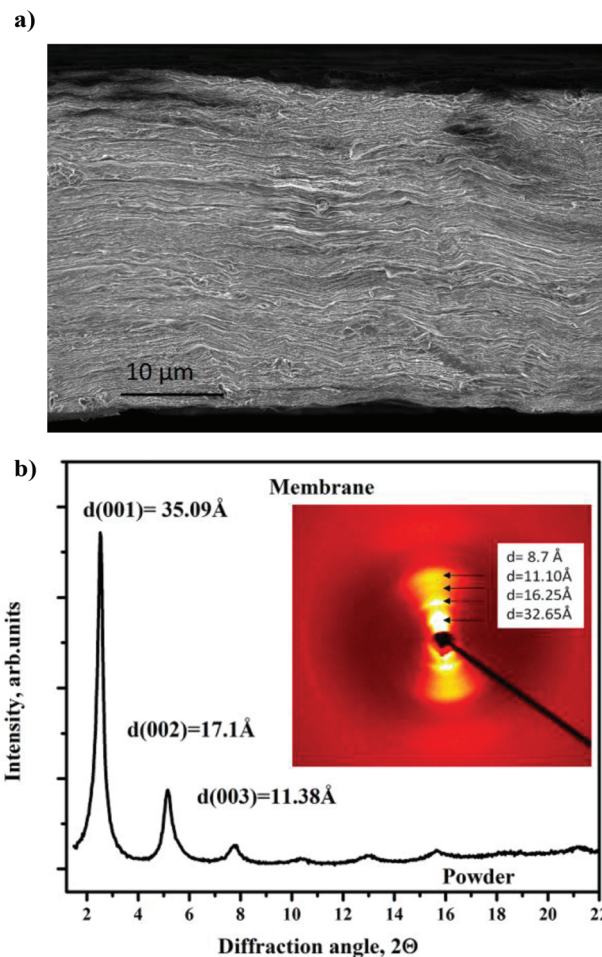 a)
10 μm
b)
Membrane
d(001)= 35.09Å
d= 8.7 Å
d=11.10Å
d=16.25Å
d=32.65Å
d(002)=17.1Å
d(003)=11.38Å
Powder
Intensity, arb.units
2 4 6 8 10 12 14 16 18 20 22
Diffraction angle, 2Θ